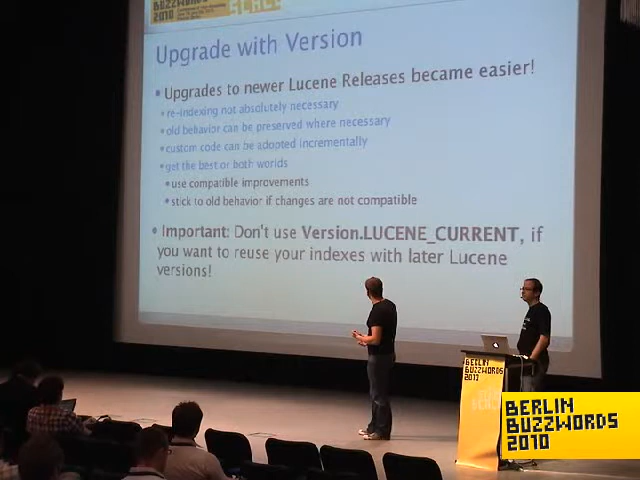 BUZZWORDS
2010
Upgrade with Version
• Upgrades to newer Lucene Releases became easier!
• re-indexing not absolutely necessary
• old behavior can be preserved where necessary
• custom code can be adopted incrementally
• get the best or both worlds
• use compatible improvements
• stick to old behavior if changes are not compatible
• Important: Don't use Version.LUCENE_CURRENT, if
you want to reuse your indexes with later Lucene
versions!
BERLIN
BUZZWORDS
2010
BERLIN
BUZZWORDS
2010